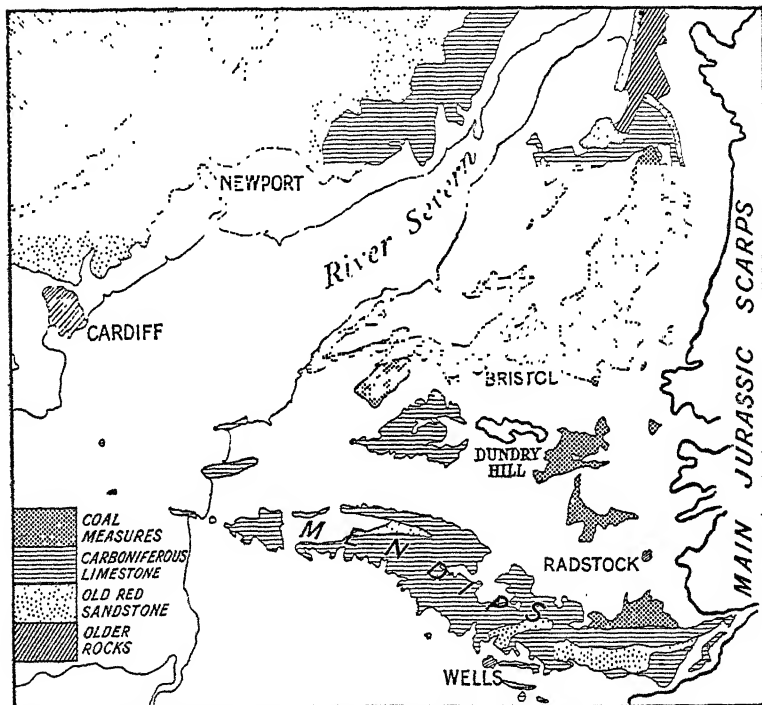 NEWPORT
River Severn
CARDIFF
BRISTOL
DUNDRY
HILL
MENDIPS
RADSTOCK
WELLS
MAIN JURASSIC SCARPS
COAL
MEASURES
CARBONIFEROUS
LIMESTONE
OLD RED
SANDSTONE
OLDER
ROCKS